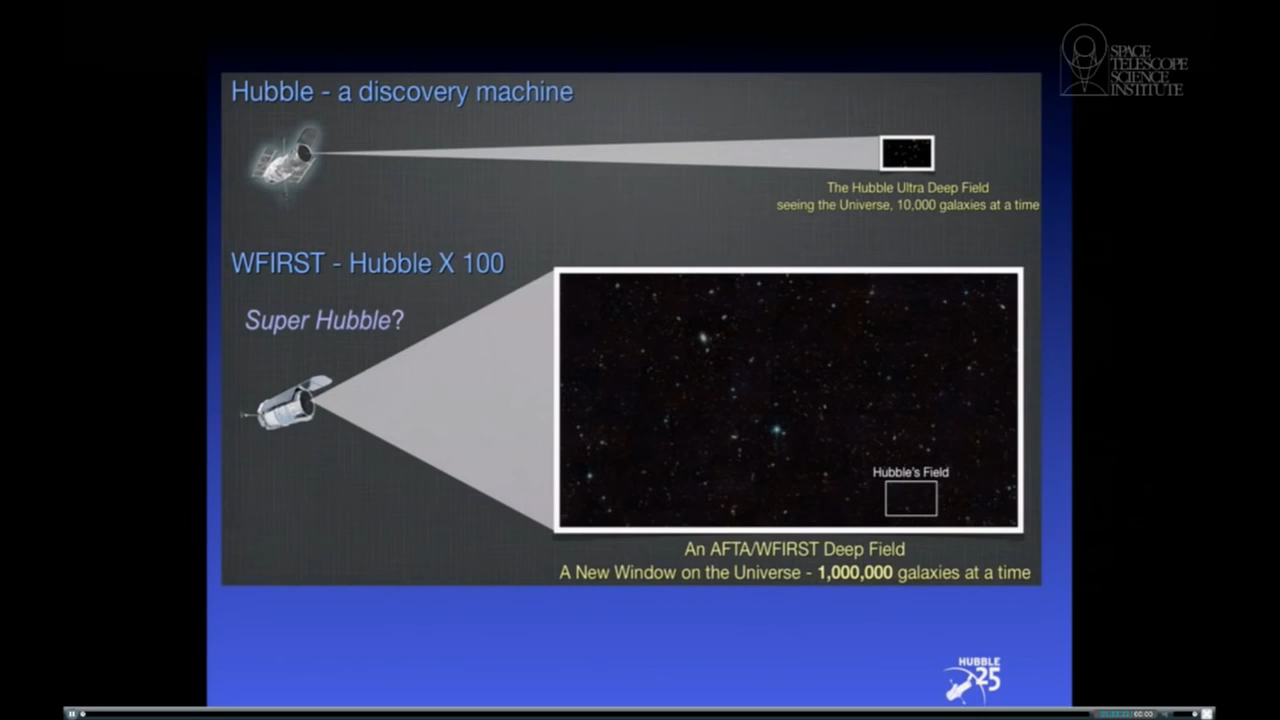 SPACE
TELESCOPE
SCIENCE
INSTITUTE
Hubble - a discovery machine
The Hubble Ultra Deep Field
seeing the Universe, 10,000 galaxies at a time
WFIRST - Hubble X 100
Super Hubble?
Hubble's Field
An AFTA/WFIRST Deep Field
A New Window on the Universe - 1,000,000 galaxies at a time
HUBBLE
25